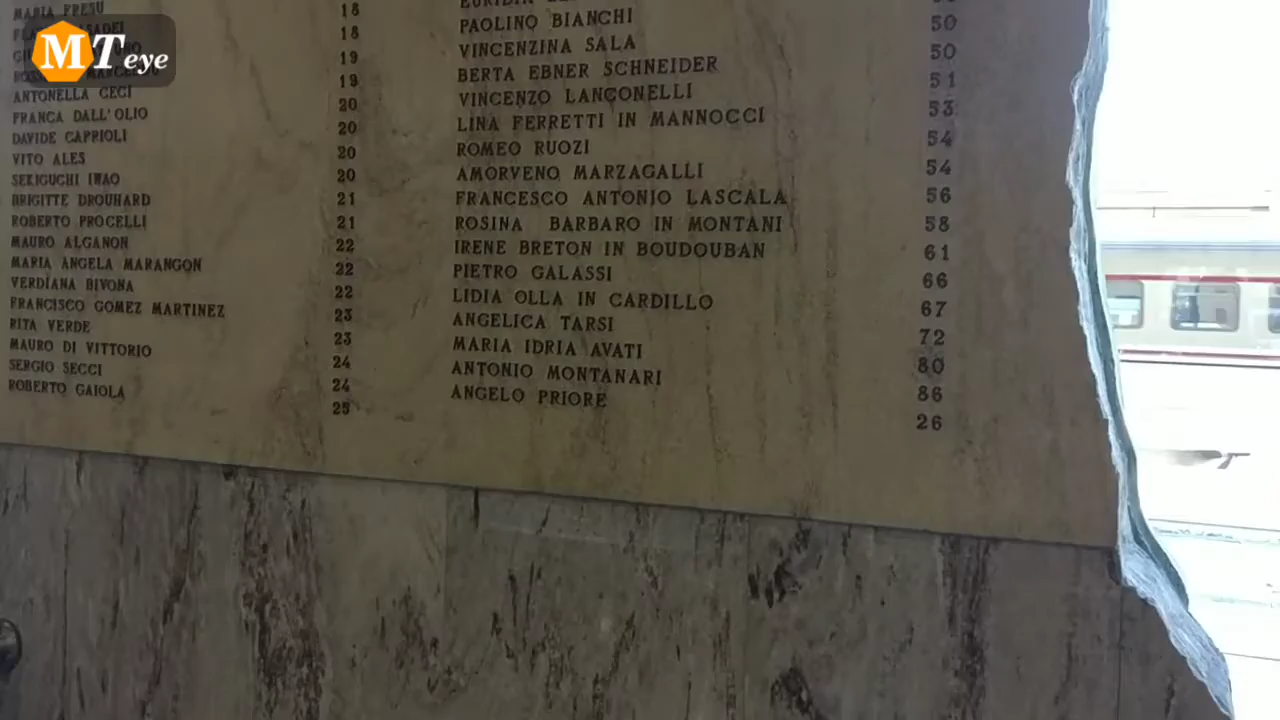 MT eye
MARIA FRESU
ANTONELLA CECI
FRANCA DALL'OLIO
DAVIDE CAPRIOLI
VITO ALES
SEKIGUCHI IWAO
BRIGITTE DROUHARD
ROBERTO PROCELLI
MAURO ALGANON
MARIA ANGELA MARANGON
VERDIANA BIVONA
FRANCISCO GOMEZ MARTINEZ
RITA VERDE
MAURO DI VITTORIO
SERGIO SECCI
ROBERTO GAIOLA
18
18
19
19
20
20
20
20
21
21
22
22
22
23
23
24
24
25
PAOLINO BIANCHI
VINCENZINA SALA
BERTA EBNER SCHNEIDER
VINCENZO LANCONELLI
LINA FERRETTI IN MANNOCCI
ROMEO RUOZI
AMORVENO MARZAGALLI
FRANCESCO ANTONIO LASCALA
ROSINA BARBARO IN MONTANI
IRENE BRETON IN BOUDOUBAN
PIETRO GALASSI
LIDIA OLLA IN CARDILLO
ANGELICA TARSI
MARIA IDRIA AVATI
ANTONIO MONTANARI
ANGELO PRIORE
50
50
51
53
54
54
56
58
61
66
67
72
80
86
26